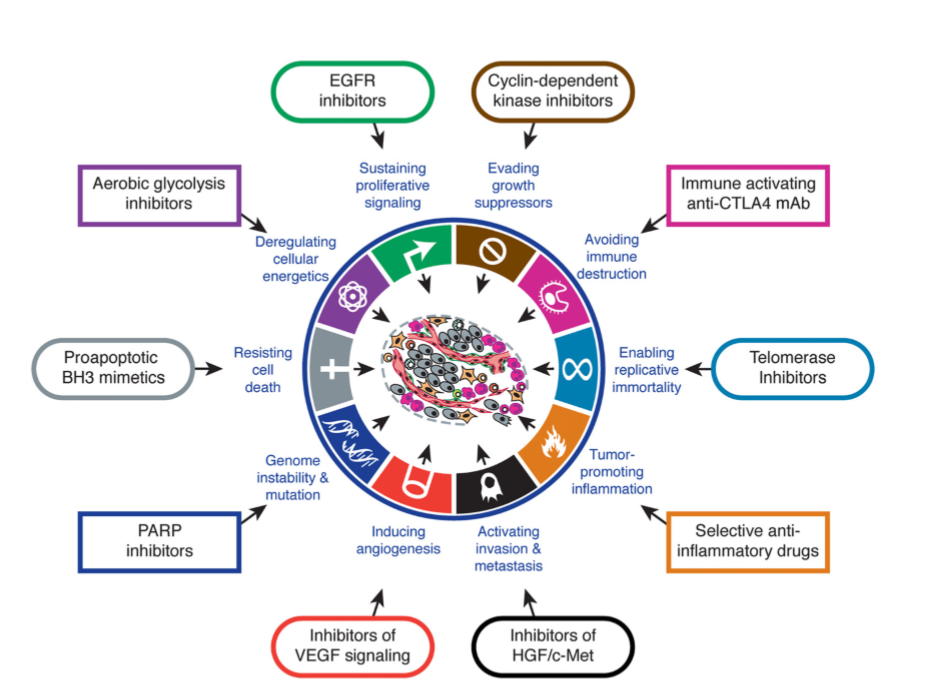 EGFR
inhibitors
Cyclin-dependent
kinase inhibitors
Sustaining
proliferative
signaling
Evading
growth
suppressors
Aerobic glycolysis
inhibitors
Immune activating
anti-CTLA4 mAb
Deregulating
cellular
energetics
Avoiding
immune
destruction
Proapoptotic
BH3 mimetics
Resisting
cell
death
Enabling
replicative
immortality
Telomerase
Inhibitors
Genome
instability &
mutation
Tumor-
promoting
inflammation
PARP
inhibitors
Inducing
angiogenesis
Activating
invasion &
metastasis
Selective anti-
inflammatory drugs
Inhibitors of
VEGF signaling
Inhibitors of
HGF/c-Met